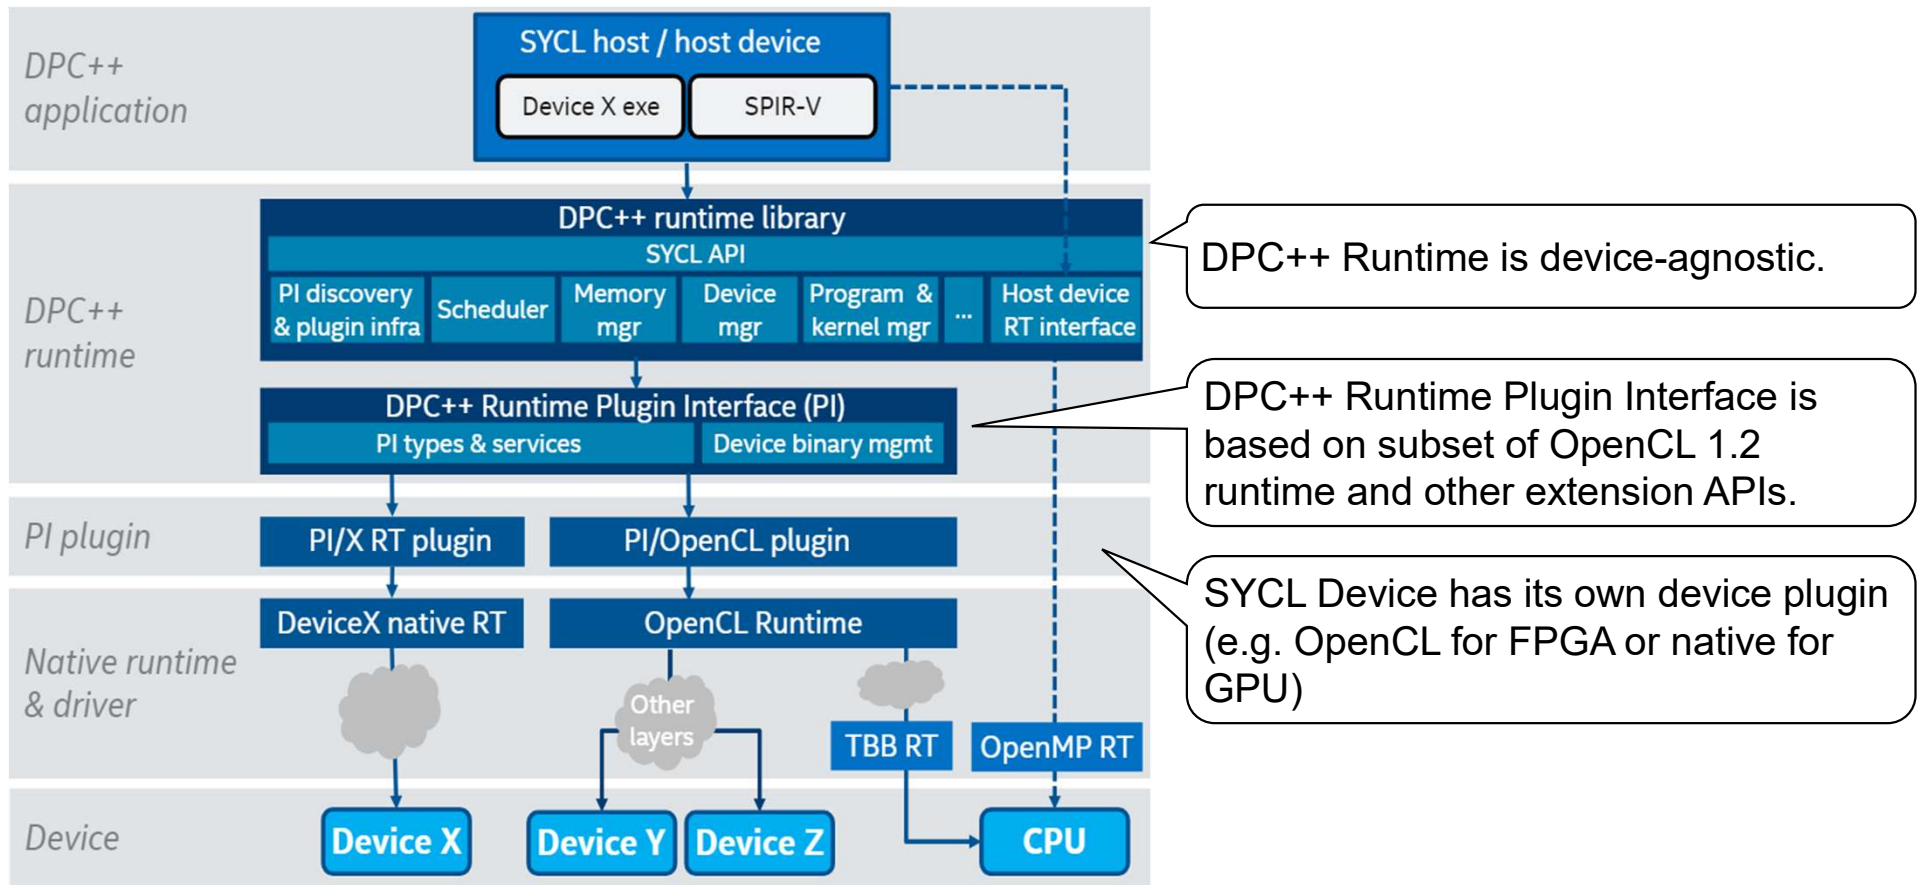 DPC++
application
SYCL host / host device
Device X exe
SPIR-V
DPC++
runtime
DPC++ runtime library
SYCL API
PI discovery
& plugin infra
Scheduler
Memory
mgr
Device
mgr
Program &
kernel mgr
...
Host device
RT interface
DPC++ Runtime Plugin Interface (PI)
PI types & services
Device binary mgmt
DPC++ Runtime is device-agnostic.
DPC++ Runtime Plugin Interface is
based on subset of OpenCL 1.2
runtime and other extension APIs.
PI plugin
PI/X RT plugin
PI/OpenCL plugin
SYCL Device has its own device plugin
(e.g. OpenCL for FPGA or native for
GPU)
Native runtime
& driver
DeviceX native RT
OpenCL Runtime
Other
layers
TBB RT
OpenMP RT
Device
Device X
Device Y
Device Z
CPU